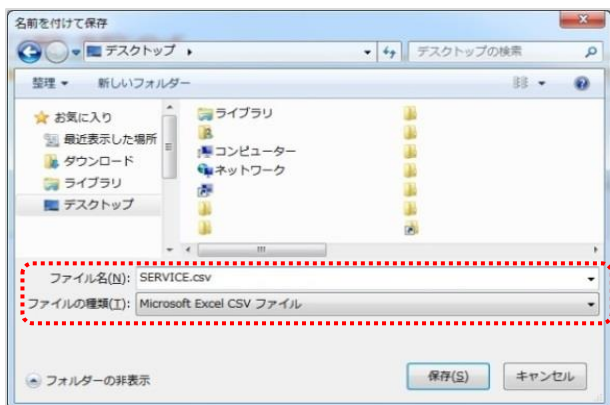 名前を付けて保存
デスクトップ
デスクトップの検索
整理
新しいフォルダー
お気に入り
最近表示した場所
ダウンロード
ライブラリ
デスクトップ
ライブラリ
コンピューター
ネットワーク
ファイル名(N): SERVICE.csv
ファイルの種類(T): Microsoft Excel CSV ファイル
フォルダーの非表示
保存(S)
キャンセル